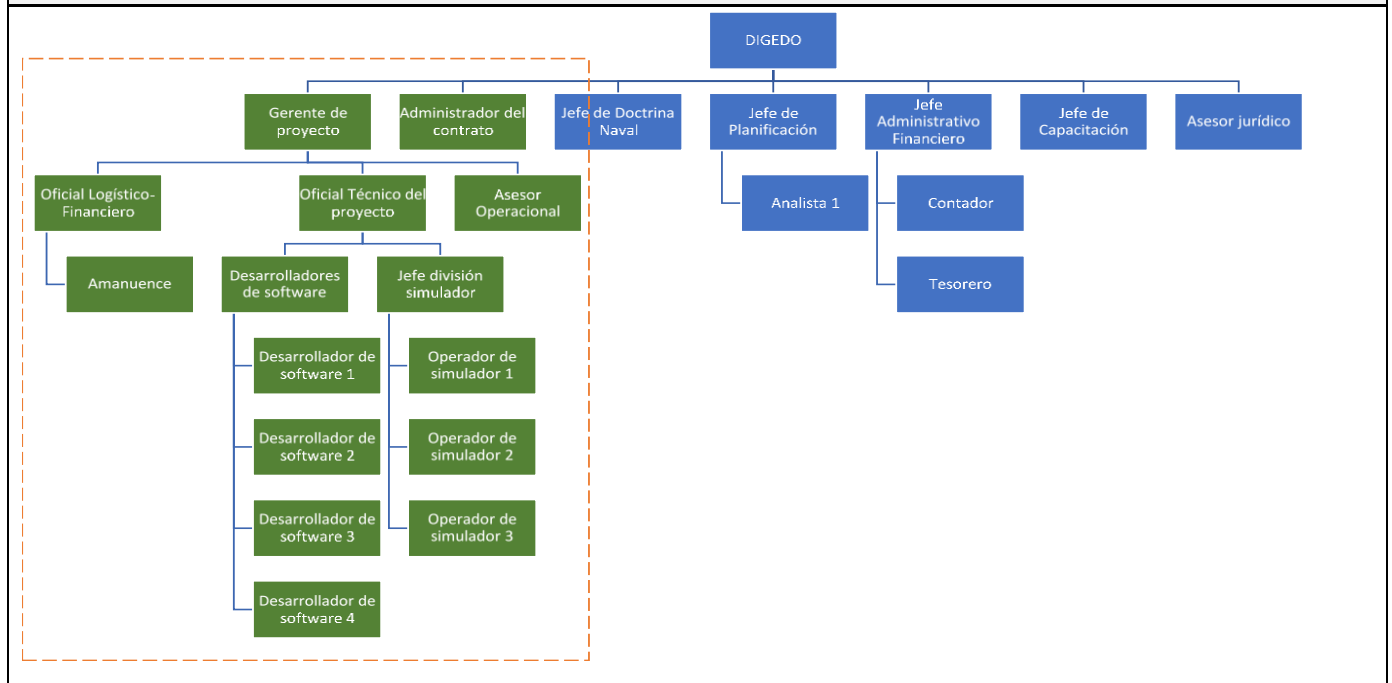 DIGEDO
Gerente de
proyecto
Administrador del
contrato
Jefe de Doctrina
Naval
Jefe de
Planificación
Jefe
Administrativo
Financiero
Jefe de
Capacitación
Asesor jurídico
Oficial Logístico-
Financiero
Oficial Técnico del
proyecto
Asesor
Operacional
Analista 1
Contador
Amanuence
Desarrolladores
de software
Jefe división
simulador
Tesorero
Desarrollador de
software 1
Operador de
simulador 1
Desarrollador de
software 2
Operador de
simulador 2
Desarrollador de
software 3
Operador de
simulador 3
Desarrollador de
software 4